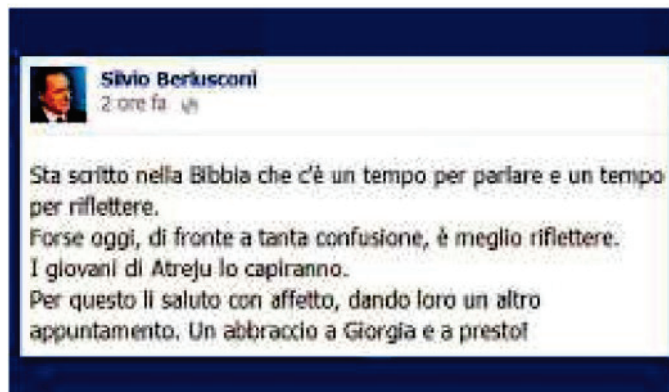 Silvio Berlusconi
2 ore fa
Sta scritto nella Bibbia che c'è un tempo per parlare e un tempo
per riflettere.
Forse oggi, di fronte a tanta confusione, è meglio riflettere.
I giovani di Atreju lo capiranno.
Per questo li saluto con affetto, dando loro un altro
appuntamento. Un abbraccio a Giorgia e a presto!